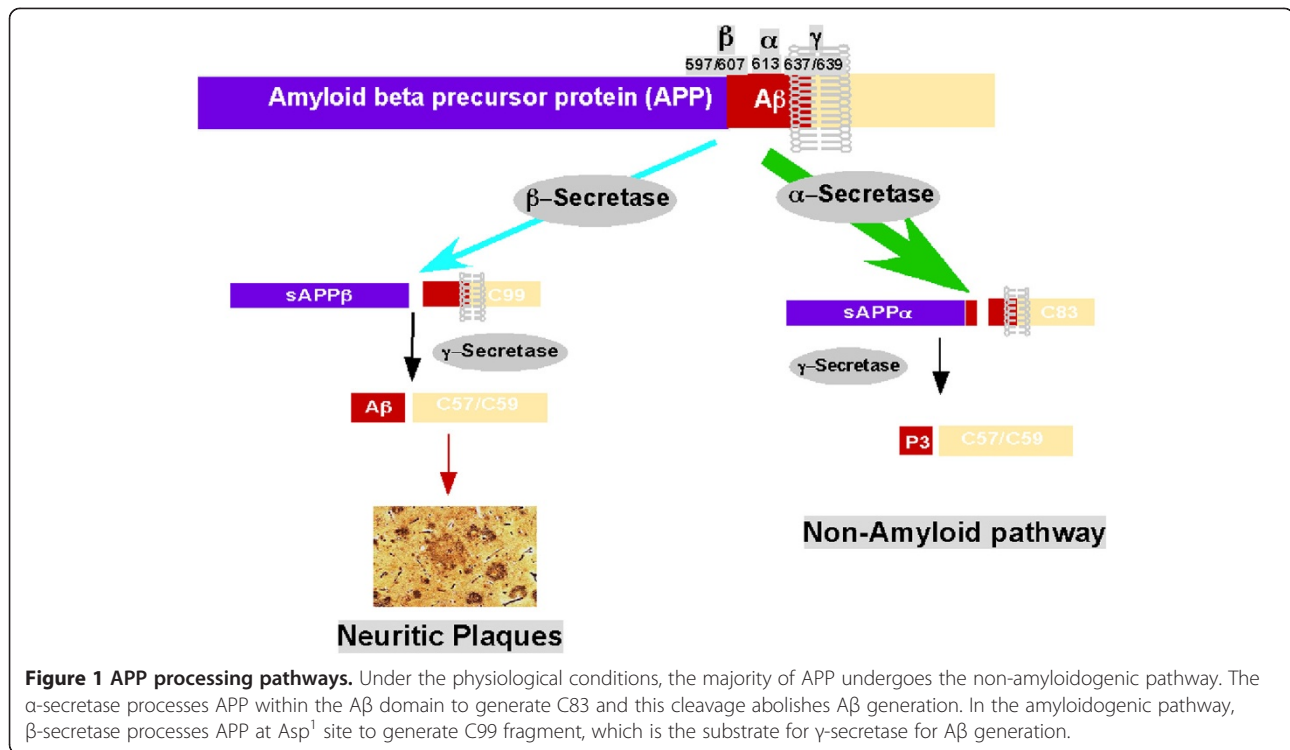 β α γ
597/607 613 637/639
Amyloid beta precursor protein (APP) Aβ
β–Secretase
α–Secretase
sAPPβ C99
sAPPα C83
γ–Secretase
γ–Secretase
Aβ C57/C59
P3 C57/C59
Non-Amyloid pathway
Neuritic Plaques
Figure 1 APP processing pathways. Under the physiological conditions, the majority of APP undergoes the non-amyloidogenic pathway. The
α-secretase processes APP within the Aβ domain to generate C83 and this cleavage abolishes Aβ generation. In the amyloidogenic pathway,
β-secretase processes APP at Asp¹ site to generate C99 fragment, which is the substrate for γ-secretase for Aβ generation.